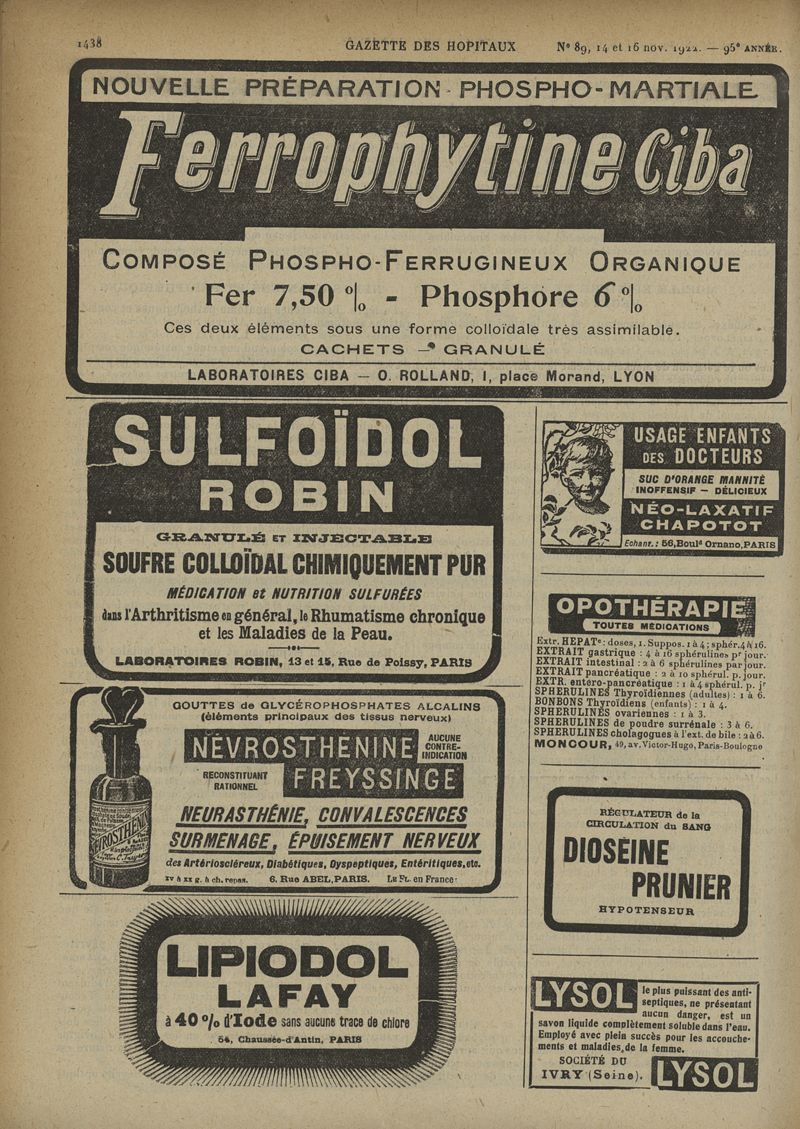 1438 GAZETTE DES HOPITAUX N° 89, 14 et 16 nov. 1922. — 95e ANNÉE.
NOUVELLE PRÉPARATION - PHOSPHO-MARTIALE
Ferrophytine Ciba
COMPOSÉ PHOSPHO-FERRUGINEUX ORGANIQUE
Fer 7,50 % - Phosphore 6 %
Ces deux éléments sous une forme colloïdale très assimilable.
CACHETS — GRANULÉ
LABORATOIRES CIBA — O. ROLLAND, 1, place Morand, LYON
SULFOÏDOL
ROBIN
GRANULÉ ET INJECTABLE
SOUFRE COLLOÏDAL CHIMIQUEMENT PUR
MÉDICATION et NUTRITION SULFURÉES
dans l'Arthritisme en général, le Rhumatisme chronique
et les Maladies de la Peau.
LABORATOIRES ROBIN, 13 et 15, Rue de Poissy, PARIS
GOUTTES DE GLYCÉROPHOSPHATES ALCALINS
(éléments principaux des tissus nerveux)
NÉVROSTHÉNINE
AUCUNE
CONTRE-
INDICATION
RECONSTITUANT
RATIONNEL
FREYSSINGE
NEURASTHÉNIE, CONVALESCENCES
SURMENAGE, ÉPUISEMENT NERVEUX
des Artérioscléreux, Diabétiques, Dyspeptiques, Entéritiques, etc.
XV à XX g. à ch. repas. 6. Rue ABEL, PARIS. Le FL. en France:
LIPIODOL
LAFAY
à 40 % d'Iode sans aucune trace de chlore
54, Chaussée-d'Antin, PARIS
USAGE ENFANTS
DES DOCTEURS
SUC D'ORANGE MANNITÉ
INOFFENSIF — DÉLICIEUX
NÉO-LAXATIF
CHAPOTOT
Echant.: 56, Bould Ornano, PARIS
OPOTHÉRAPIE
TOUTES MÉDICATIONS
Extr. HEPATe: doses, 1. Suppos. 1 à 4; sphér. 4 à 16.
EXTRAIT gastrique : 4 à 16 sphérulines pr jour.
EXTRAIT intestinal : 2 à 6 sphérulines par jour.
EXTRAIT pancréatique : 2 à 10 sphérul. p. jour.
EXTR. entéro-pancréatique : 1 à 4 sphérul. p. jr
SPHERULINES Thyroïdiennes (adultes) : 1 à 6.
BONBONS Thyroïdiens (enfants) : 1 à 4.
SPHERULINES ovariennes : 1 à 3.
SPHERULINES de poudre surrénale : 3 à 6.
SPHERULINES cholagogues à l'ext. de bile : 2 à 6.
MONCOUR, 49, av. Victor-Hugo, Paris-Boulogne
RÉGULATEUR de la
CIRCULATION du SANG
DIOSÉINE
PRUNIER
HYPOTENSEUR
LYSOL
le plus puissant des anti-
septiques, ne présentant
aucun danger, est un
savon liquide complètement soluble dans l'eau.
Employé avec plein succès pour les accouche-
ments et maladies de la femme.
SOCIÉTÉ DU
IVRY (Seine). LYSOL